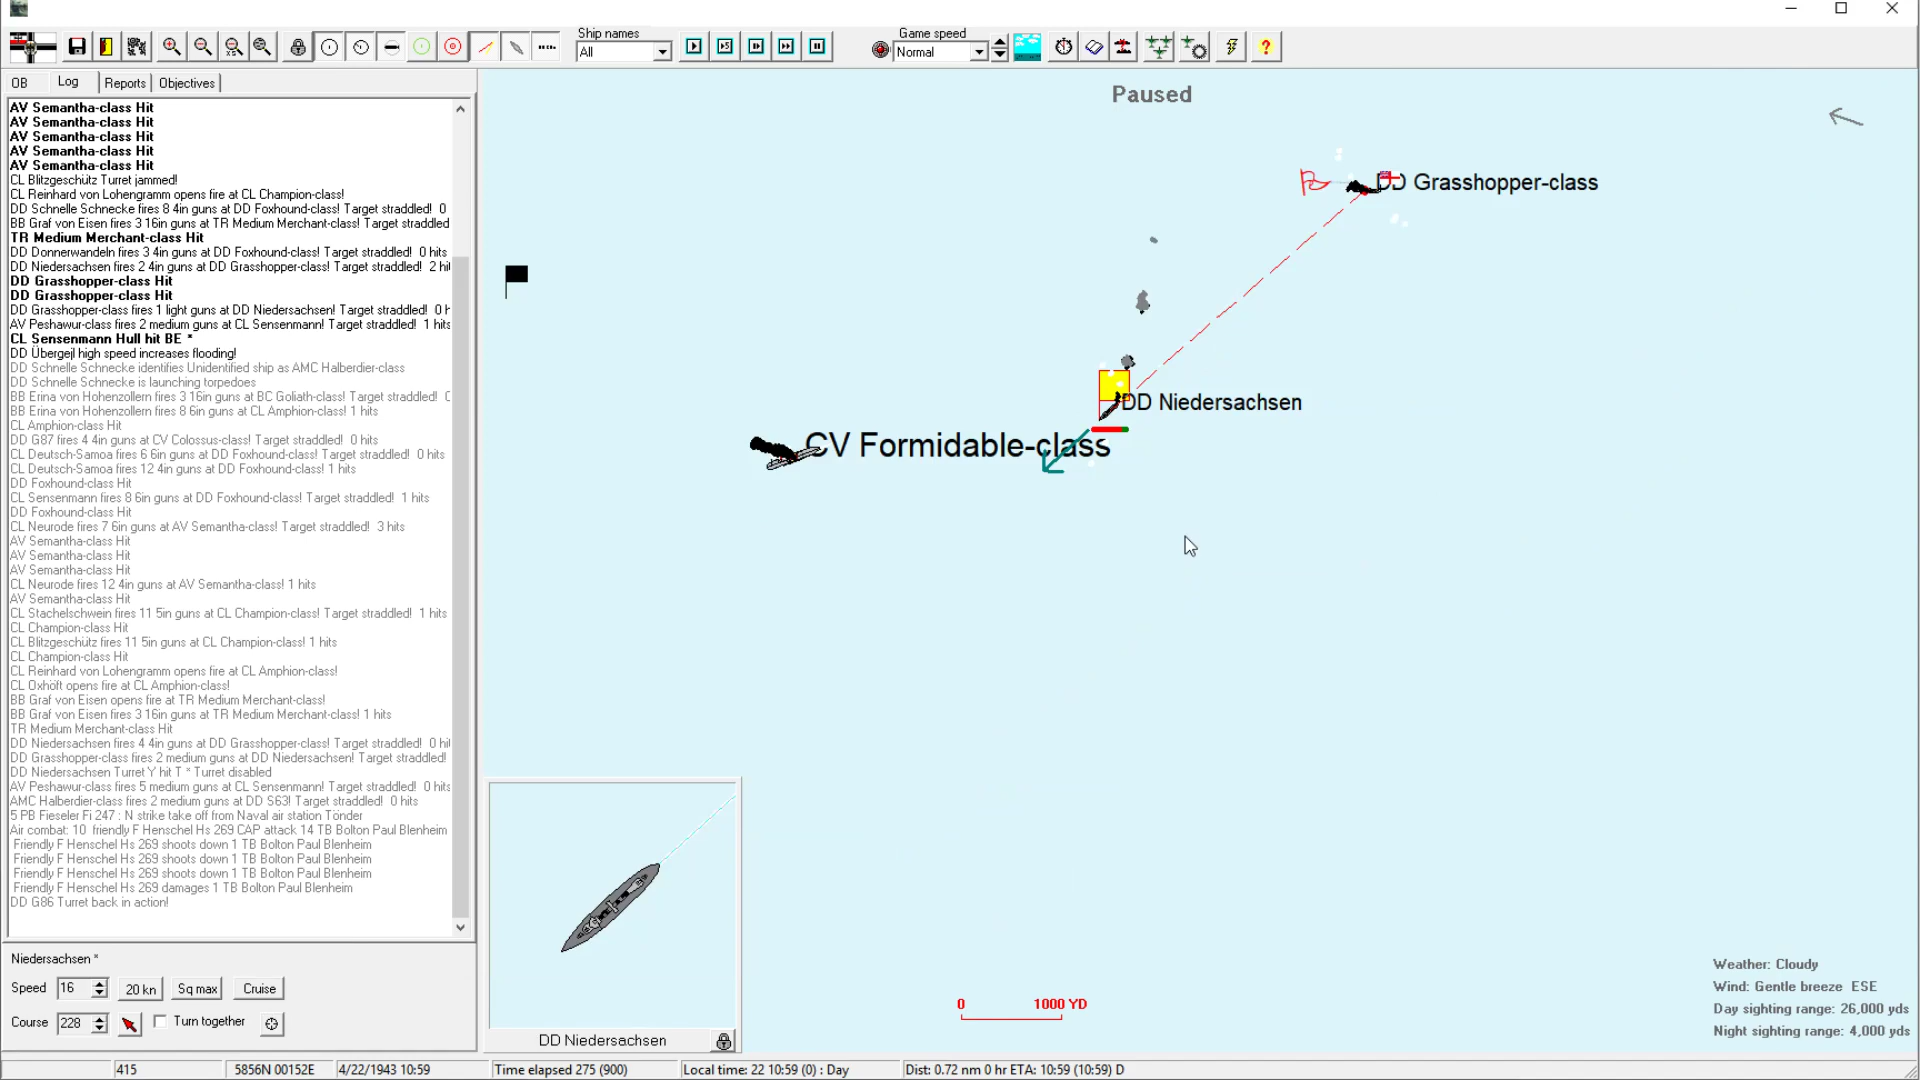 Ship names
All
Game speed
Normal
OB
Log
Reports
Objectives
AV Semantha-class Hit
AV Semantha-class Hit
AV Semantha-class Hit
AV Semantha-class Hit
AV Semantha-class Hit
CL Blitzgeschütz Turret jammed!
CL Reinhard von Lohengramm opens fire at CL Champion-class!
DD Schnelle Schnecke fires 8 4in guns at DD Foxhound-class! Target straddled! 0
BB Graf von Eisen fires 3 16in guns at TR Medium Merchant-class! Target straddled
TR Medium Merchant-class Hit
DD Donnerwandeln fires 3 4in guns at DD Foxhound-class! Target straddled! 0 hits
DD Niedersachsen fires 2 4in guns at DD Grasshopper-class! Target straddled! 2 hi
DD Grasshopper-class Hit
DD Grasshopper-class Hit
DD Grasshopper-class fires 1 light guns at DD Niedersachsen! Target straddled! 0 h
AV Peshawur-class fires 2 medium guns at CL Sensenmann! Target straddled! 1 hits
CL Sensenmann Hull hit BE *
DD Übergejl high speed increases flooding!
DD Schnelle Schnecke identifies Unidentified ship as AMC Halberdier-class
DD Schnelle Schnecke is launching torpedoes
BB Erina von Hohenzollern fires 3 16in guns at BC Goliath-class! Target straddled! 0
BB Erina von Hohenzollern fires 8 6in guns at CL Amphion-class! 1 hits
CL Amphion-class Hit
DD G87 fires 4 4in guns at CV Colossus-class! Target straddled! 0 hits
CL Deutsch-Samoa fires 6 6in guns at DD Foxhound-class! Target straddled! 0 hits
CL Deutsch-Samoa fires 12 4in guns at DD Foxhound-class! 1 hits
DD Foxhound-class Hit
CL Sensenmann fires 8 6in guns at DD Foxhound-class! Target straddled! 1 hits
DD Foxhound-class Hit
CL Neurode fires 7 6in guns at AV Semantha-class! Target straddled! 3 hits
AV Semantha-class Hit
AV Semantha-class Hit
AV Semantha-class Hit
CL Neurode fires 12 4in guns at AV Semantha-class! 1 hits
AV Semantha-class Hit
CL Stachelschwein fires 11 5in guns at CL Champion-class! Target straddled! 1 hits
CL Champion-class Hit
CL Blitzgeschütz fires 11 5in guns at CL Champion-class! 1 hits
CL Champion-class Hit
CL Reinhard von Lohengramm opens fire at CL Amphion-class!
CL Oxhöft opens fire at CL Amphion-class!
BB Graf von Eisen opens fire at TR Medium Merchant-class!
BB Graf von Eisen fires 3 16in guns at TR Medium Merchant-class! 1 hits
TR Medium Merchant-class Hit
DD Niedersachsen fires 4 4in guns at DD Grasshopper-class! Target straddled! 0 hi
DD Grasshopper-class fires 2 medium guns at DD Niedersachsen! Target straddled!
DD Niedersachsen Turret Y hit T * Turret disabled
AV Peshawur-class fires 5 medium guns at CL Sensenmann! Target straddled! 0 hits
AMC Halberdier-class fires 2 medium guns at DD S63! Target straddled! 0 hits
5 PB Fieseler Fi 247 : N strike take off from Naval air station Tönder
Air combat: 10 friendly F Henschel Hs 269 CAP attack 14 TB Bolton Paul Blenheim
Friendly F Henschel Hs 269 shoots down 1 TB Bolton Paul Blenheim
Friendly F Henschel Hs 269 shoots down 1 TB Bolton Paul Blenheim
Friendly F Henschel Hs 269 shoots down 1 TB Bolton Paul Blenheim
Friendly F Henschel Hs 269 damages 1 TB Bolton Paul Blenheim
DD G86 Turret back in action!
Niedersachsen *
Speed 16 20 kn Sq max Cruise
Course 228 Turn together
Paused
DD Grasshopper-class
DD Niedersachsen
CV Formidable-class
DD Niedersachsen
0 1000 YD
Weather: Cloudy
Wind: Gentle breeze ESE
Day sighting range: 26,000 yds
Night sighting range: 4,000 yds
415 5856N 00152E 4/22/1943 10:59 Time elapsed 275 (900) Local time: 22 10:59 (0) : Day Dist: 0.72 nm 0 hr ETA: 10:59 (10:59) D